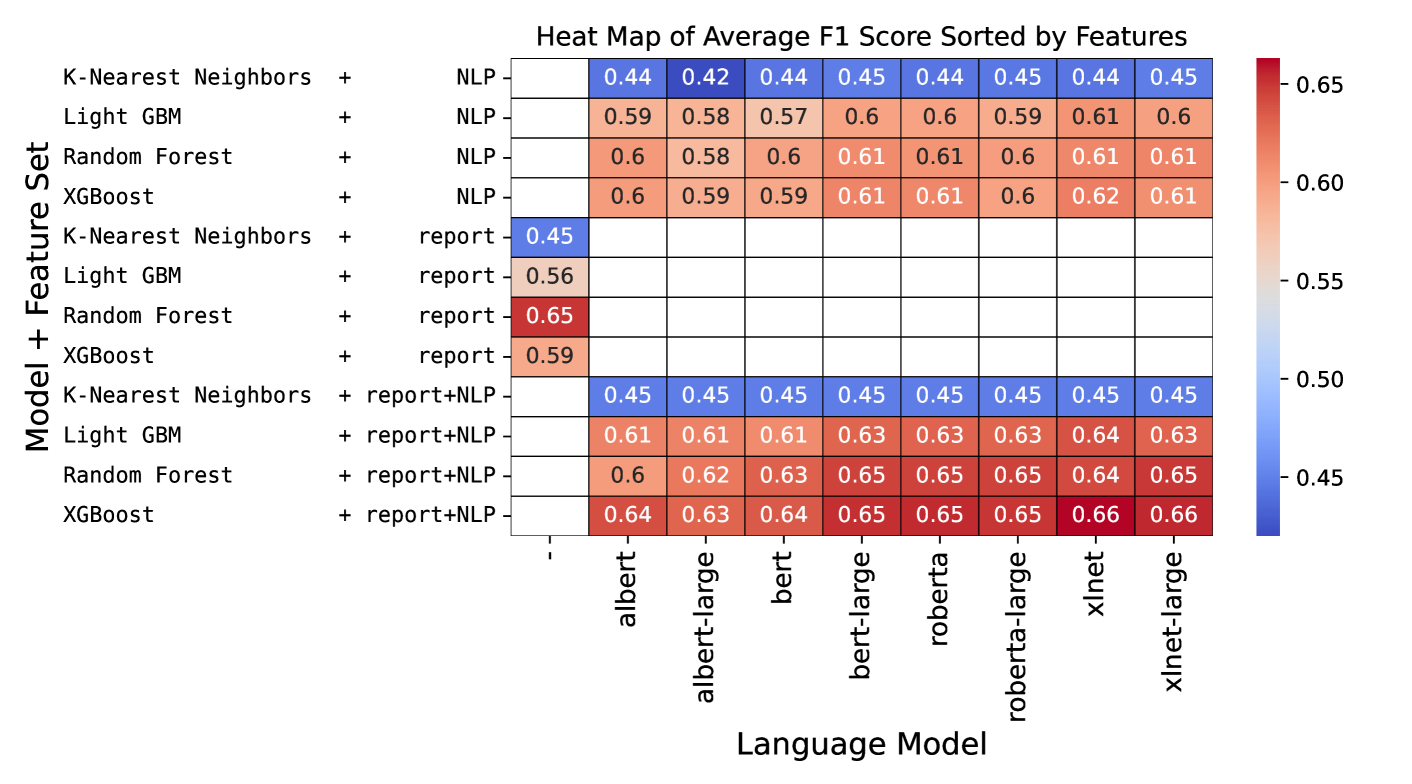 Heat Map of Average F1 Score Sorted by Features
Model + Feature Set
K-Nearest Neighbors + NLP 0.44 0.42 0.44 0.45 0.44 0.45 0.44 0.45
Light GBM + NLP 0.59 0.58 0.57 0.6 0.6 0.59 0.61 0.6
Random Forest + NLP 0.6 0.58 0.6 0.61 0.61 0.6 0.61 0.61
XGBoost + NLP 0.6 0.59 0.59 0.61 0.61 0.6 0.62 0.61
K-Nearest Neighbors + report 0.45
Light GBM + report 0.56
Random Forest + report 0.65
XGBoost + report 0.59
K-Nearest Neighbors + report+NLP 0.45 0.45 0.45 0.45 0.45 0.45 0.45 0.45
Light GBM + report+NLP 0.61 0.61 0.61 0.63 0.63 0.63 0.64 0.63
Random Forest + report+NLP 0.6 0.62 0.63 0.65 0.65 0.65 0.64 0.65
XGBoost + report+NLP 0.64 0.63 0.64 0.65 0.65 0.65 0.66 0.66
- albert albert-large bert bert-large roberta roberta-large xlnet xlnet-large
Language Model
0.65
0.60
0.55
0.50
0.45